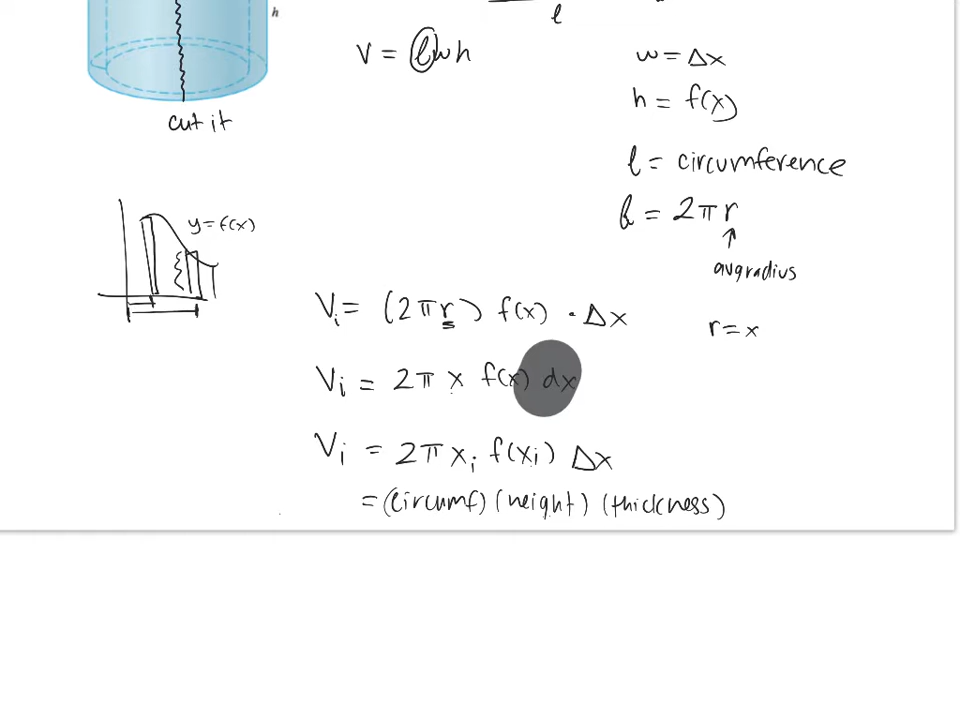 h
l
V = lwh
w = Δx
h = f(x)
cut it
l = circumference
y = f(x)
l = 2πr
avg radius
Vi = (2πr) f(x) · Δx
r = x
Vi = 2π x f(x) dx
Vi = 2π xi f(xi) Δx
= (circumf) (height) (thickness)